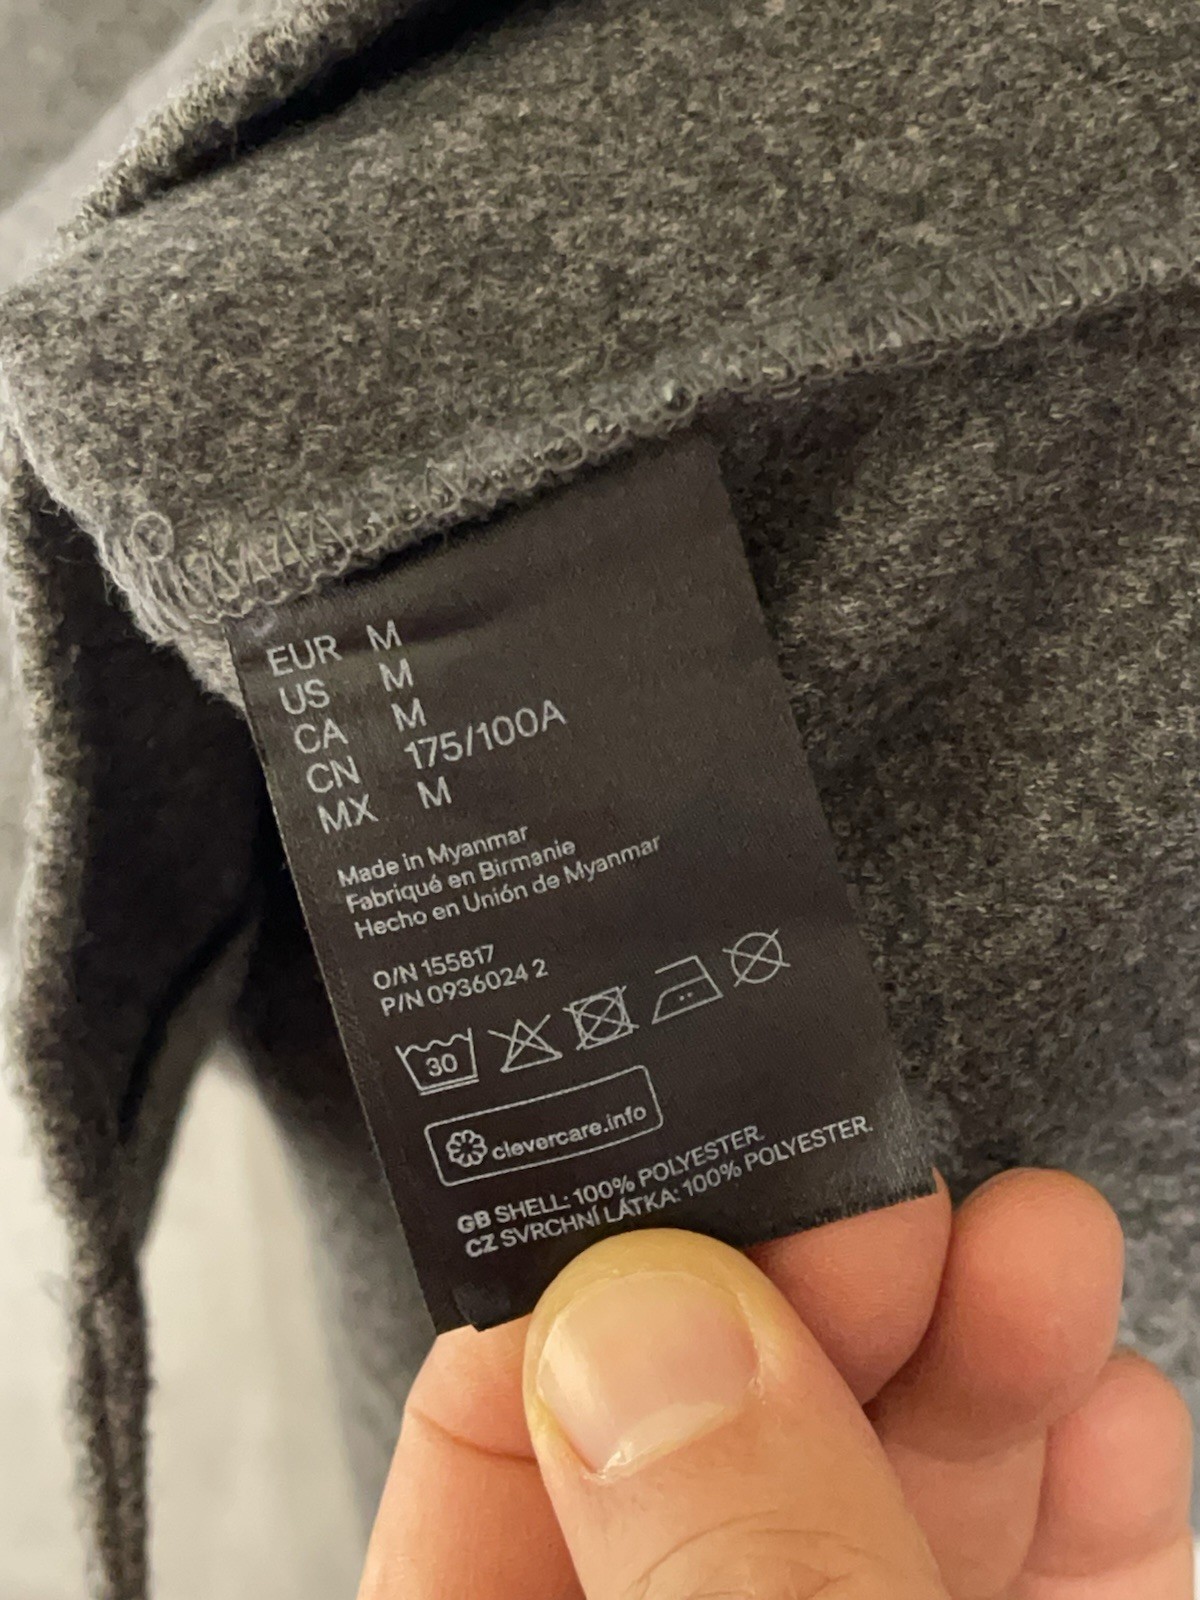 EUR M
US M
CA M
CN 175/100A
MX M
Made in Myanmar
Fabriqué en Birmanie
Hecho en Unión de Myanmar
O/N 155817
P/N 0936024 2
30
clevercare.info
GB SHELL: 100% POLYESTER.
CZ SVRCHNÍ LÁTKA: 100% POLYESTER.